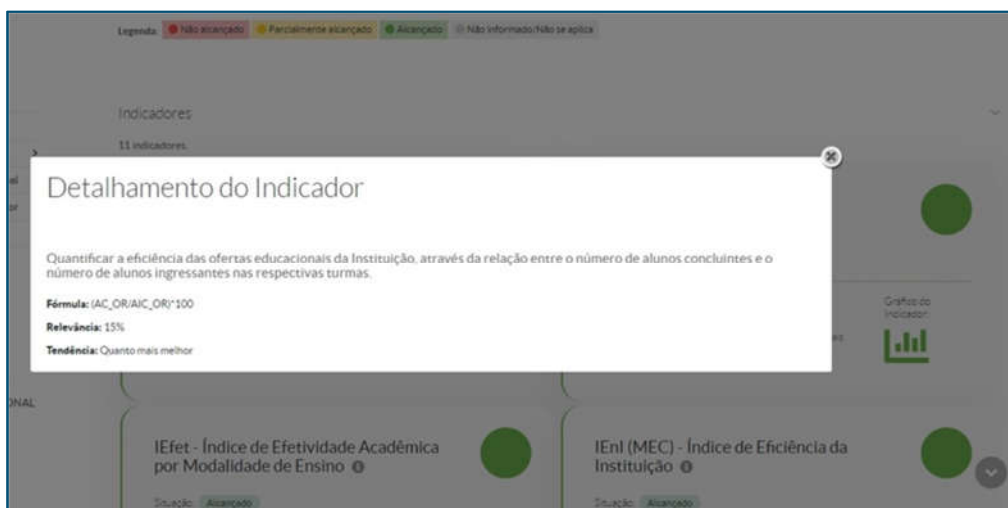 Legenda: Não alcançado Parcialmente alcançado Alcançado Não informado/Não se aplica
Indicadores
11 indicadores.
Detalhamento do Indicador
Quantificar a eficiência das ofertas educacionais da Instituição, através da relação entre o número de alunos concluintes e o
número de alunos ingressantes nas respectivas turmas.
Fórmula: (AC_OR/AIC_OR)*100
Relevância: 15%
Tendência: Quanto mais melhor
Gráfico do
Indicador:
ONAL
IEfet - Índice de Efetividade Acadêmica
por Modalidade de Ensino
Situação: Alcançado
IEnI (MEC) - Índice de Eficiência da
Instituição
Situação: Alcançado